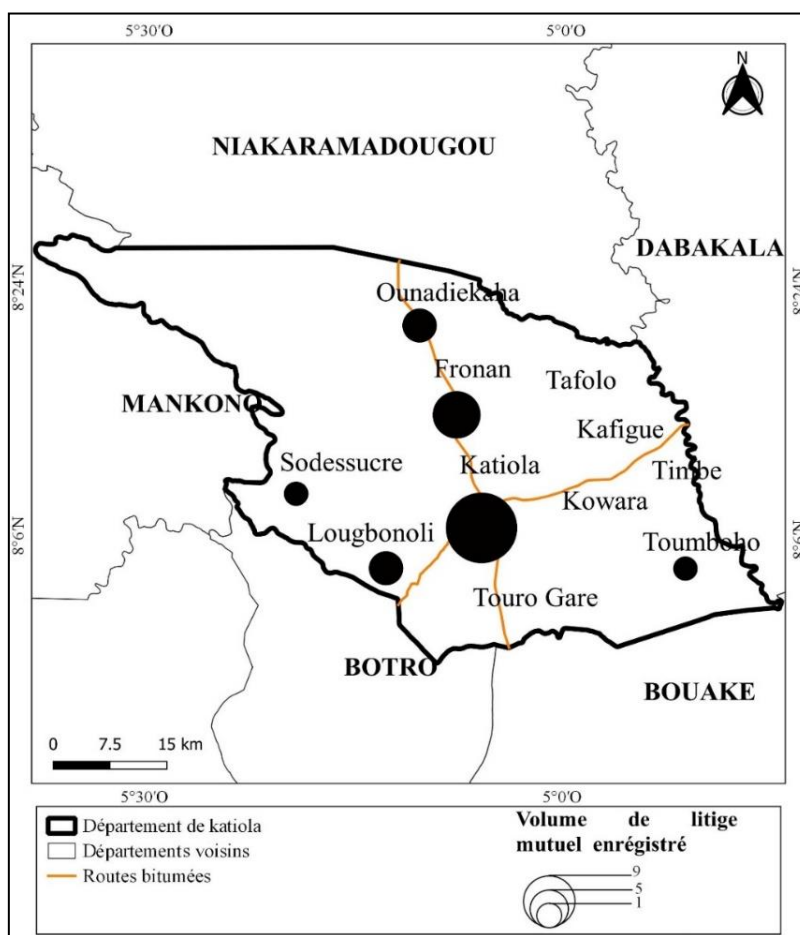 5°30'O
5°0'O
N
NIAKARAMADOUGOU
DABAKALA
8°24'N
8°24'N
Ounadiekaha
Fronan
Tafolo
MANKONO
Kafigue
Sodessucre
Katiola
Timbe
Kowara
Lougbonoli
Toumboho
8°6'N
8°6'N
Touro Gare
BOTRO
BOUAKE
0 7.5 15 km
5°30'O
5°0'O
Département de katiola
Départements voisins
Routes bitumées
Volume de litige
mutuel enrégistré
9
5
1